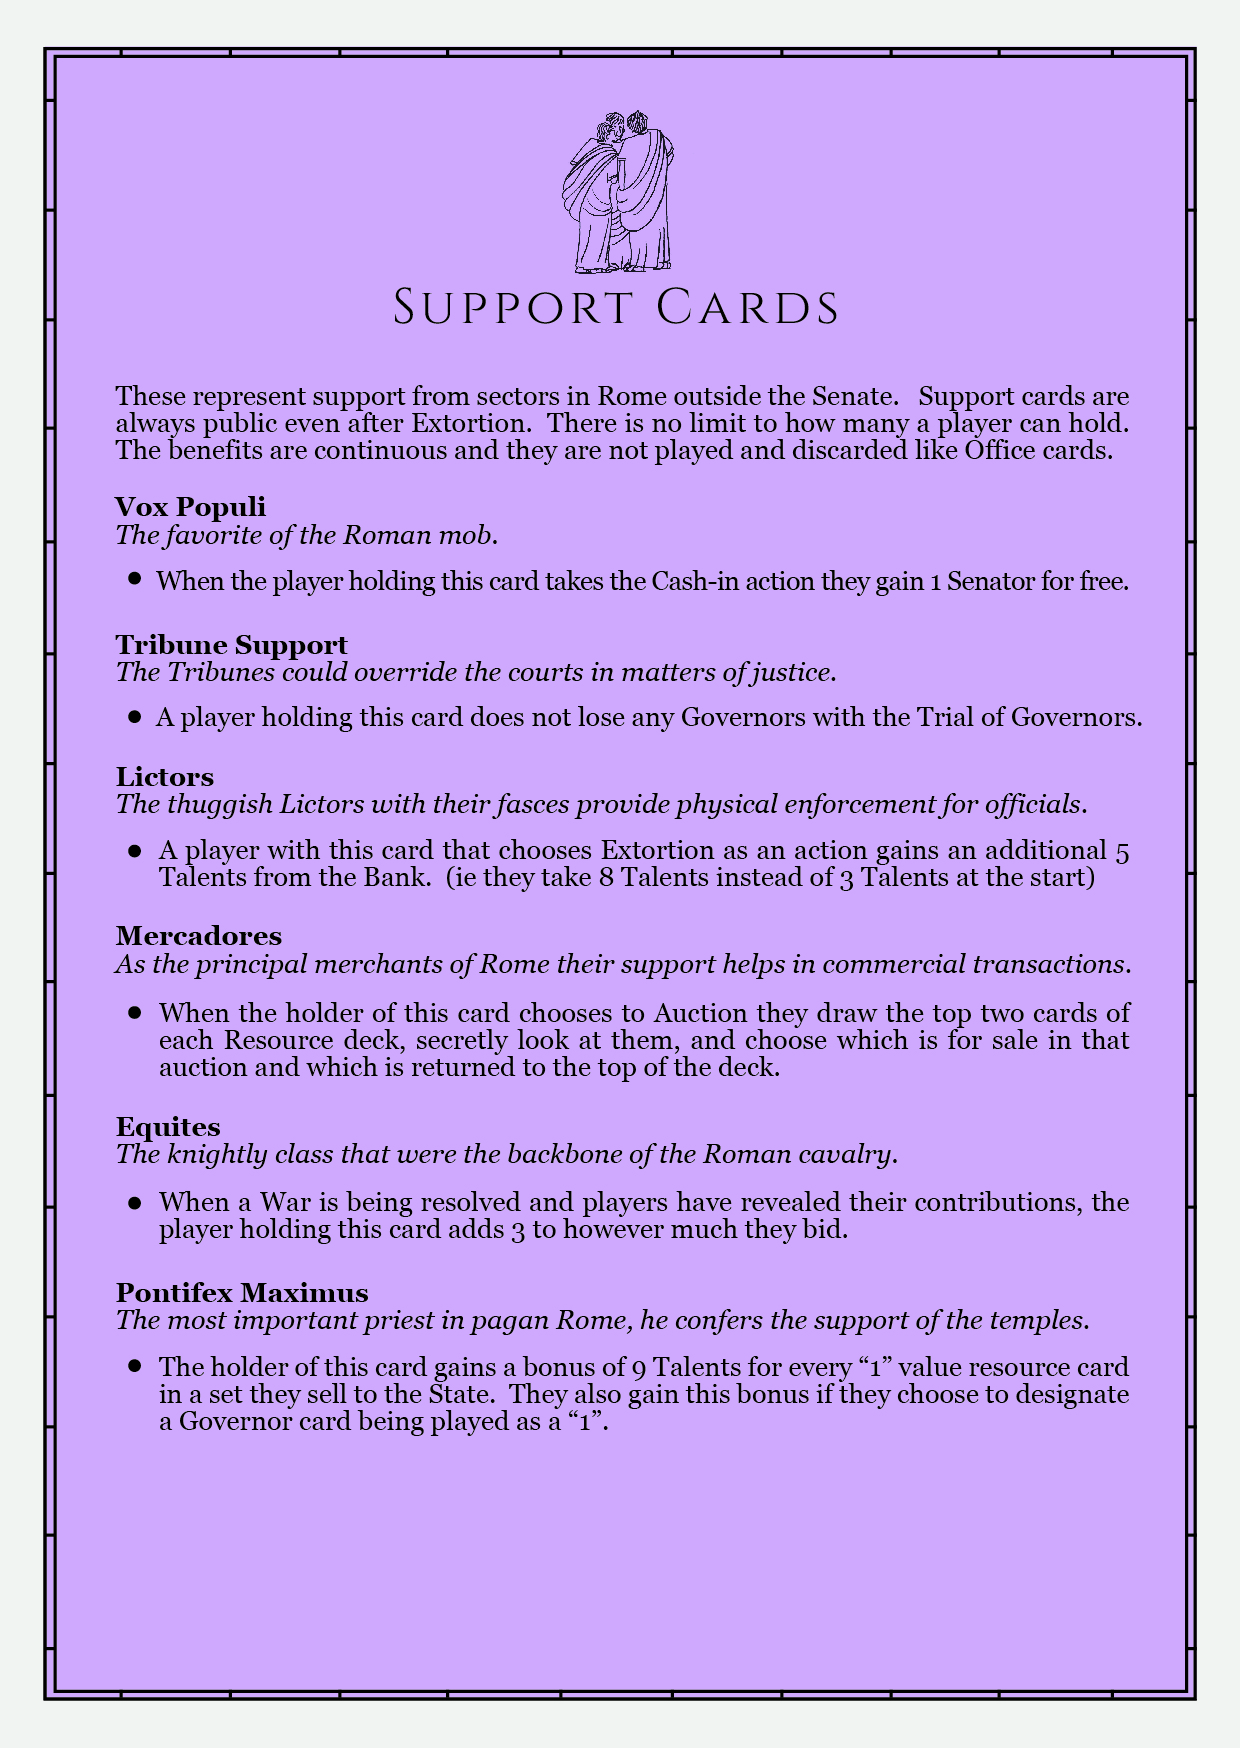 Support Cards
These represent support from sectors in Rome outside the Senate.   Support cards are
always public even after Extortion.  There is no limit to how many a player can hold.
The benefits are continuous and they are not played and discarded like Office cards.
Vox Populi
The favorite of the Roman mob.
● When the player holding this card takes the Cash-in action they gain 1 Senator for free.
Tribune Support
The Tribunes could override the courts in matters of justice.
● A player holding this card does not lose any Governors with the Trial of Governors.
Lictors
The thuggish Lictors with their fasces provide physical enforcement for officials.
● A player with this card that chooses Extortion as an action gains an additional 5
Talents from the Bank.  (ie they take 8 Talents instead of 3 Talents at the start)
Mercadores
As the principal merchants of Rome their support helps in commercial transactions.
● When the holder of this card chooses to Auction they draw the top two cards of
each Resource deck, secretly look at them, and choose which is for sale in that
auction and which is returned to the top of the deck.
Equites
The knightly class that were the backbone of the Roman cavalry.
● When a War is being resolved and players have revealed their contributions, the
player holding this card adds 3 to however much they bid.
Pontifex Maximus
The most important priest in pagan Rome, he confers the support of the temples.
● The holder of this card gains a bonus of 9 Talents for every “1” value resource card
in a set they sell to the State.  They also gain this bonus if they choose to designate
a Governor card being played as a “1”.